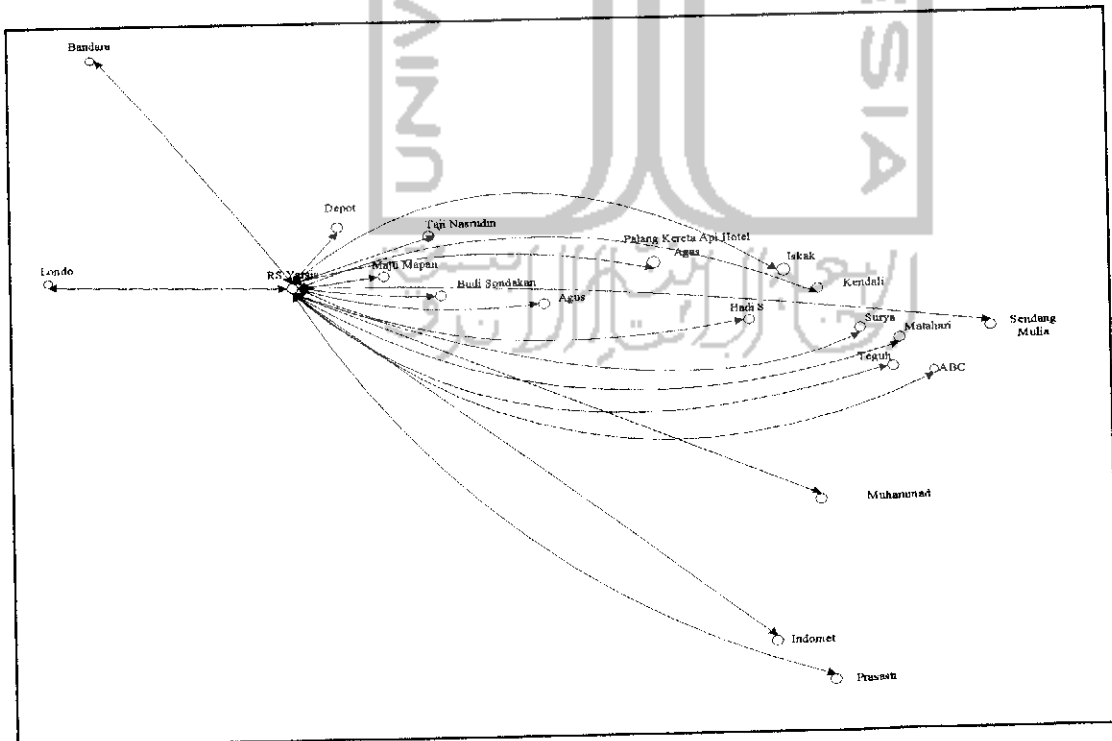 Bandara
Depot
Taji Nasrudin
Palang Kereta Api Hotel
Agus
Iskak
Londo
RS Yarsis
Maju Mapan
Budi Sondakan
Agus
Kendali
Hadi S
Surya
Matahari
Sendang
Mulia
Teguh
ABC
Muhammad
Indomet
Prasasti